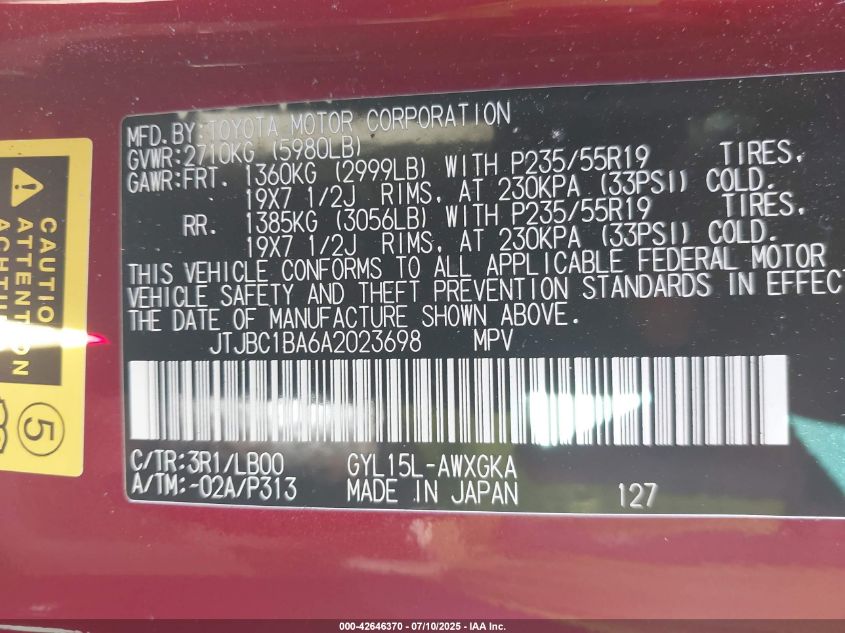 MFD.BY:TOYOTA MOTOR CORPORATION
GVWR:2710KG (5980LB)
GAWR:FRT. 1360KG (2999LB) WITH P235/55R19 TIRES,
19X7 1/2J RIMS, AT 230KPA (33PSI) COLD.
RR. 1385KG (3056LB) WITH P235/55R19 TIRES,
19X7 1/2J RIMS, AT 230KPA (33PSI) COLD.
THIS VEHICLE CONFORMS TO ALL APPLICABLE FEDERAL MOTOR
VEHICLE SAFETY AND THEFT PREVENTION STANDARDS IN EFFECT
THE DATE OF MANUFACTURE SHOWN ABOVE.
JTJBC1BA6A2023698 MPV
C/TR:3R1/LB00 GYL15L-AWXGKA
A/TM:-02A/P313 MADE IN JAPAN 127
CAUTION
ATTENTION
5
000-42646370 / 07/10/2025 / IAA Inc.